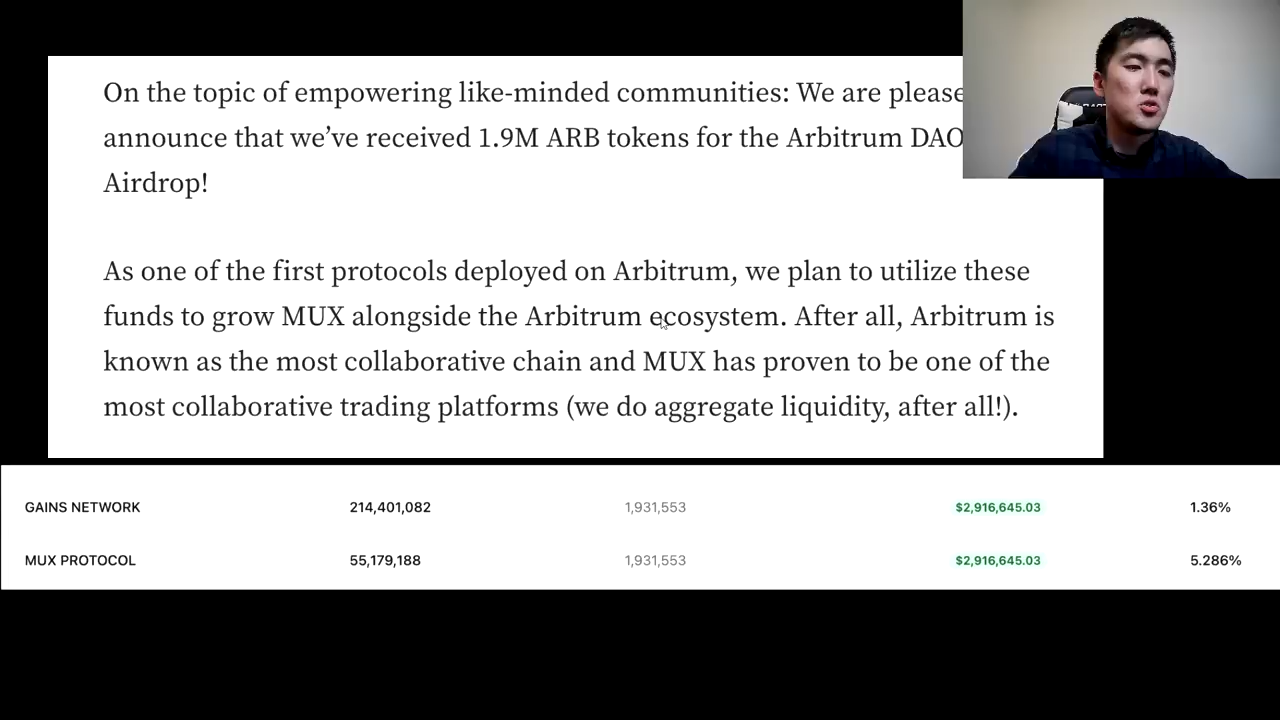 On the topic of empowering like-minded communities: We are please
announce that we’ve received 1.9M ARB tokens for the Arbitrum DAO
Airdrop!
As one of the first protocols deployed on Arbitrum, we plan to utilize these
funds to grow MUX alongside the Arbitrum ecosystem. After all, Arbitrum is
known as the most collaborative chain and MUX has proven to be one of the
most collaborative trading platforms (we do aggregate liquidity, after all!).
GAINS NETWORK 214,401,082 1,931,553 $2,916,645.03 1.36%
MUX PROTOCOL 55,179,188 1,931,553 $2,916,645.03 5.286%